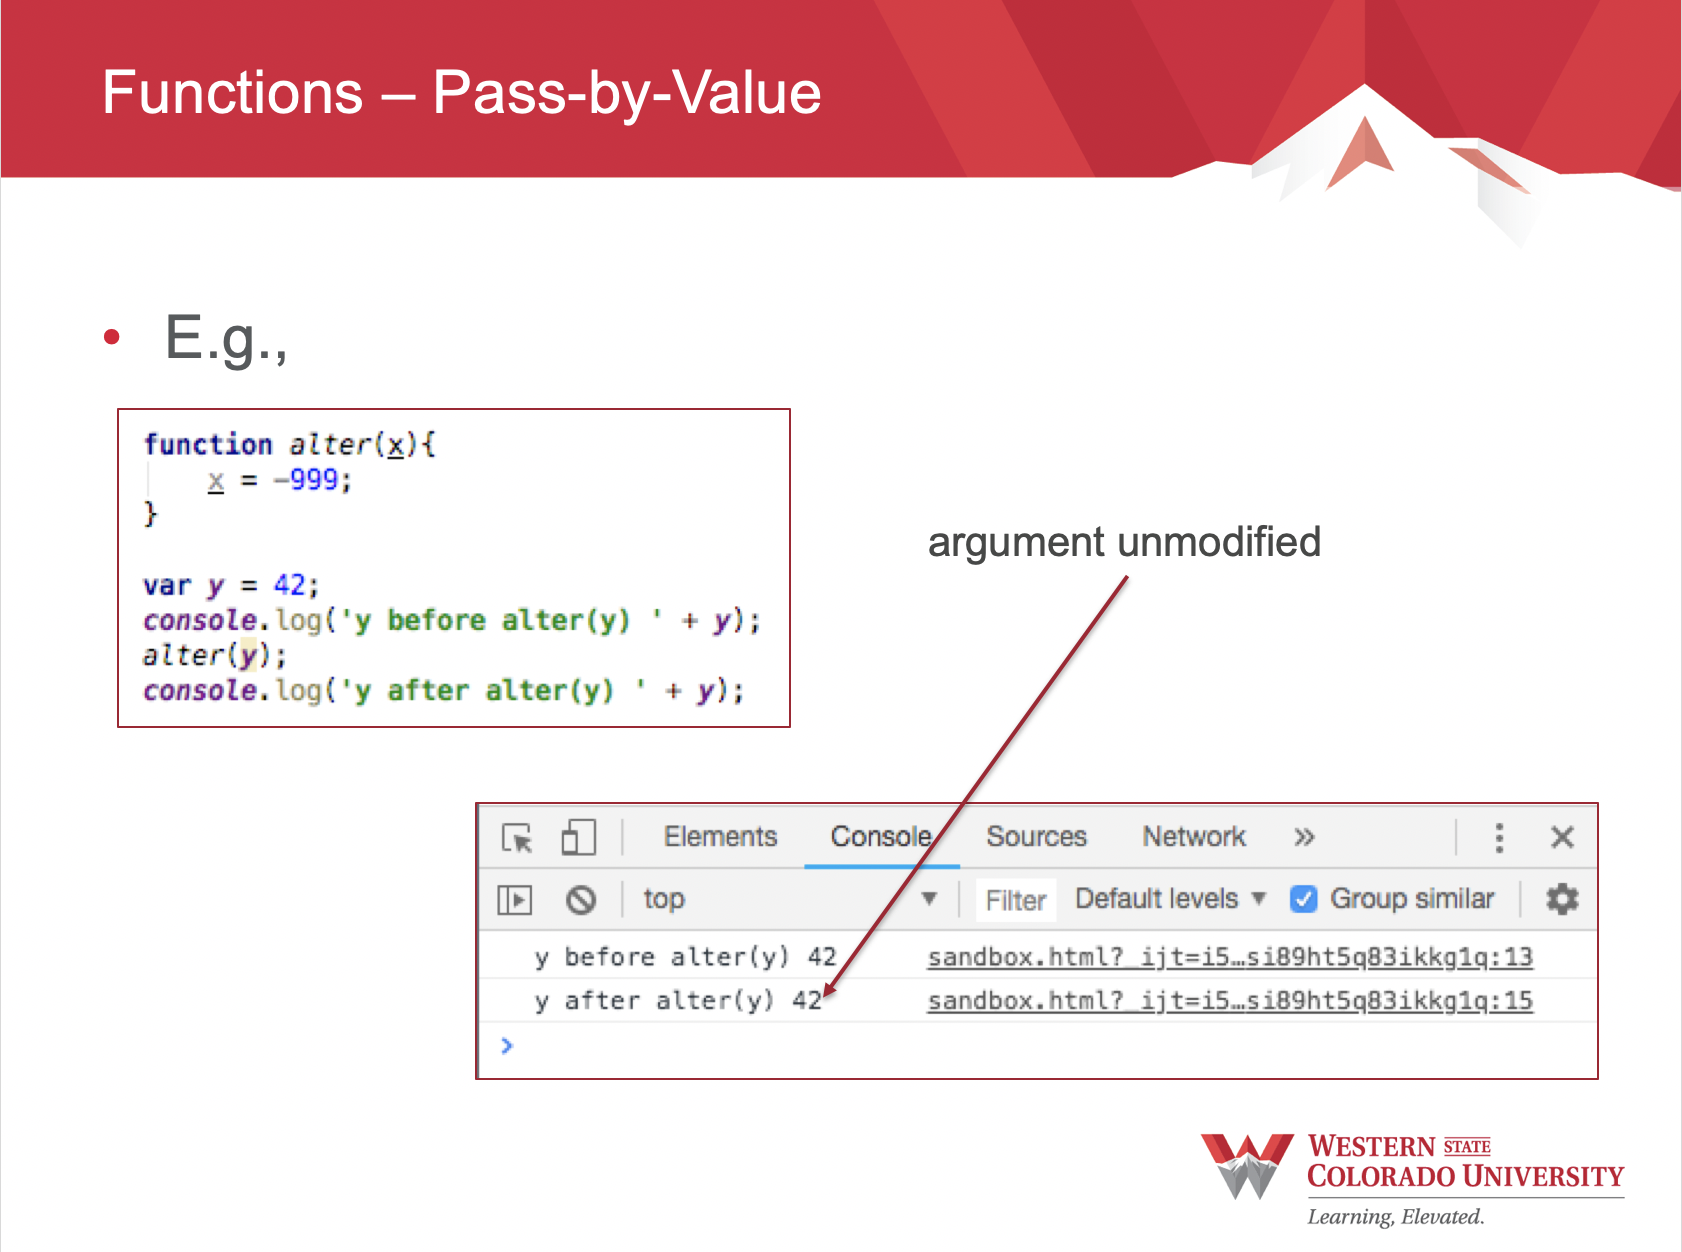 Functions – Pass-by-Value
• E.g.,
function alter(x){
    x = -999;
}
var y = 42;
console.log('y before alter(y) ' + y);
alter(y);
console.log('y after alter(y) ' + y);
argument unmodified
Elements Console Sources Network »
top ▼ Filter Default levels ▼ Group similar
y before alter(y) 42 sandbox.html?_ijt=i5…si89ht5q83ikkg1q:13
y after alter(y) 42 sandbox.html?_ijt=i5…si89ht5q83ikkg1q:15
>
WESTERN STATE
COLORADO UNIVERSITY
Learning, Elevated.